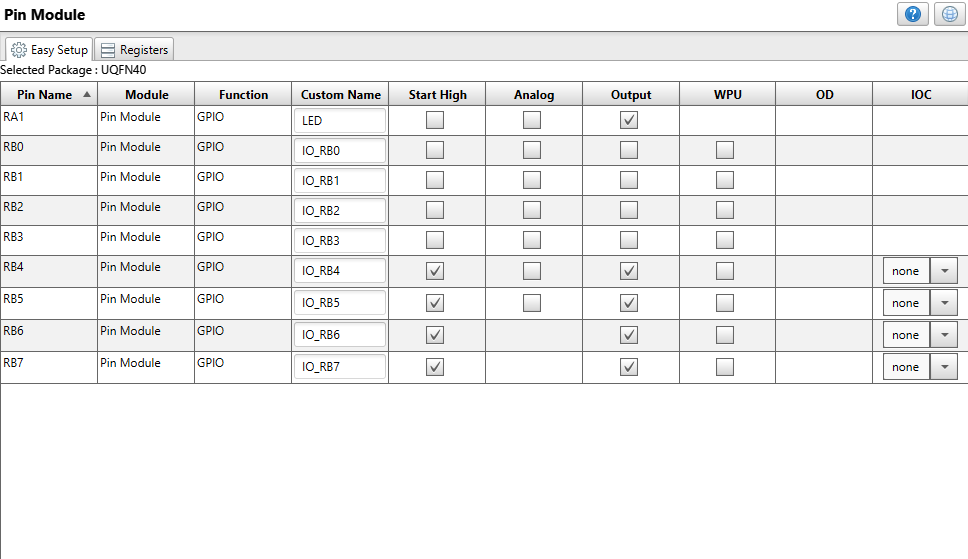 Pin Module
Easy Setup Registers
Selected Package : UQFN40
Pin Name Module Function Custom Name Start High Analog Output WPU OD IOC
RA1 Pin Module GPIO LED
RB0 Pin Module GPIO IO_RB0
RB1 Pin Module GPIO IO_RB1
RB2 Pin Module GPIO IO_RB2
RB3 Pin Module GPIO IO_RB3
RB4 Pin Module GPIO IO_RB4 none
RB5 Pin Module GPIO IO_RB5 none
RB6 Pin Module GPIO IO_RB6 none
RB7 Pin Module GPIO IO_RB7 none